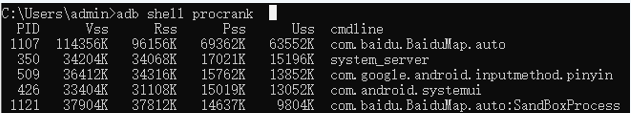 C:\Users\admin>adb shell procrank
PID Vss Rss Pss Uss cmdline
1107 114356K 96156K 69362K 63552K com.baidu.BaiduMap.auto
350 34204K 34068K 17021K 15196K system_server
509 36412K 34316K 15762K 13852K com.google.android.inputmethod.pinyin
426 33404K 31108K 15019K 13052K com.android.systemui
1121 37904K 37812K 14637K 9804K com.baidu.BaiduMap.auto:SandBoxProcess